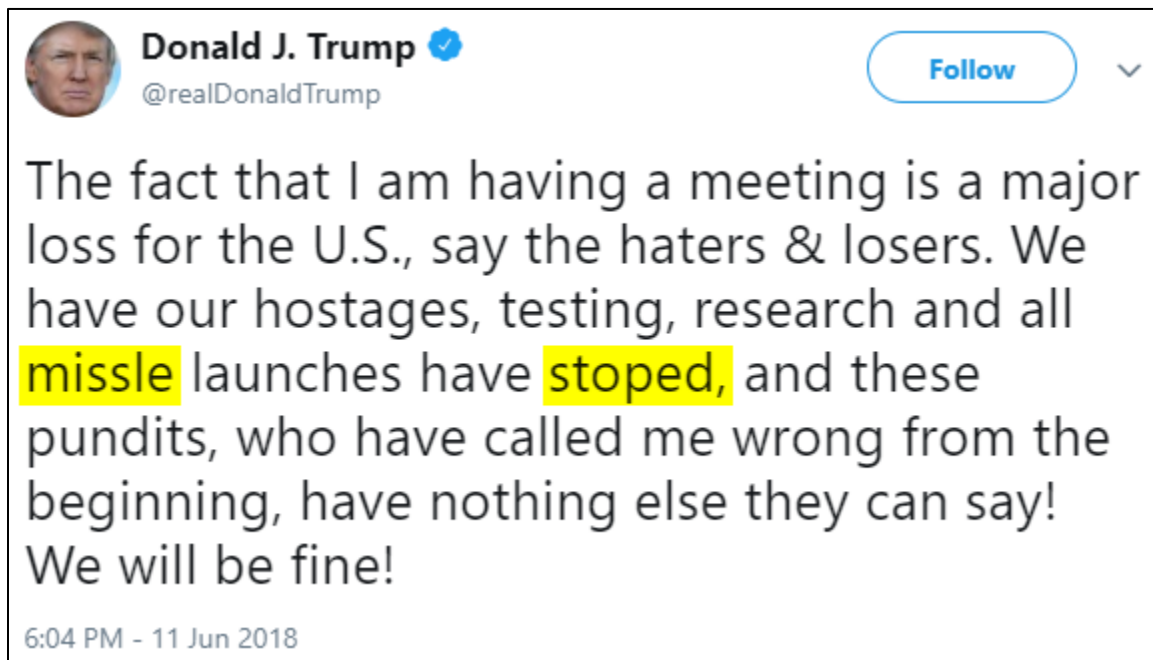 Donald J. Trump
@realDonaldTrump
Follow
The fact that I am having a meeting is a major
loss for the U.S., say the haters & losers. We
have our hostages, testing, research and all
missle launches have stoped, and these
pundits, who have called me wrong from the
beginning, have nothing else they can say!
We will be fine!
6:04 PM - 11 Jun 2018